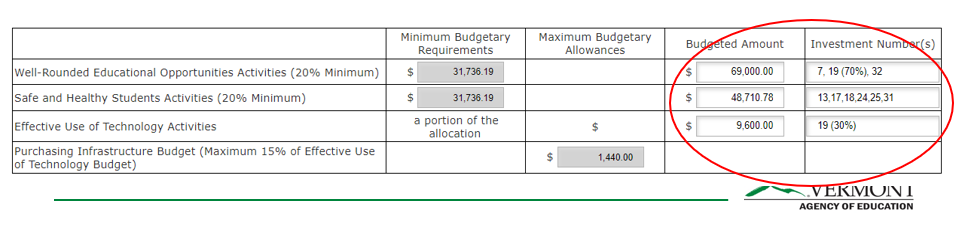 Minimum Budgetary Requirements
Maximum Budgetary Allowances
Budgeted Amount
Investment Number(s)
Well-Rounded Educational Opportunities Activities (20% Minimum)
$ 31,736.19
$ 69,000.00
7, 19 (70%), 32
Safe and Healthy Students Activities (20% Minimum)
$ 31,736.19
$ 48,710.78
13,17,18,24,25,31
Effective Use of Technology Activities
a portion of the
allocation
$
$ 9,600.00
19 (30%)
Purchasing Infrastructure Budget (Maximum 15% of Effective Use
of Technology Budget)
$ 1,440.00
VERMONT
AGENCY OF EDUCATION